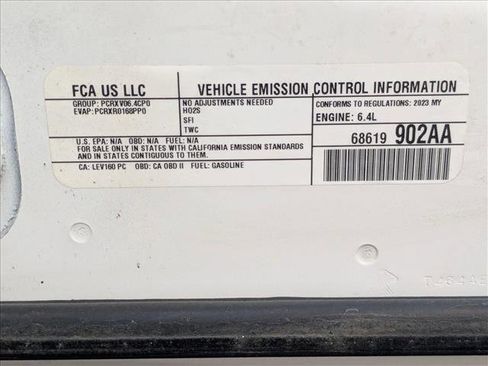 FCA US LLC
VEHICLE EMISSION CONTROL INFORMATION
GROUP: PCRXV06.4CP0
EVAP: PCRXR0168PP0
NO ADJUSTMENTS NEEDED
HO2S
SFI
TWC
CONFORMS TO REGULATIONS: 2023 MY
ENGINE: 6.4L
68619 902AA
U.S. EPA: N/A OBD: N/A FUEL: N/A
FOR SALE ONLY IN STATES WITH CALIFORNIA EMISSION STANDARDS
AND IN STATES CONTIGUOUS TO THEM.
CA: LEV160 PC OBD: CA OBD II FUEL: GASOLINE